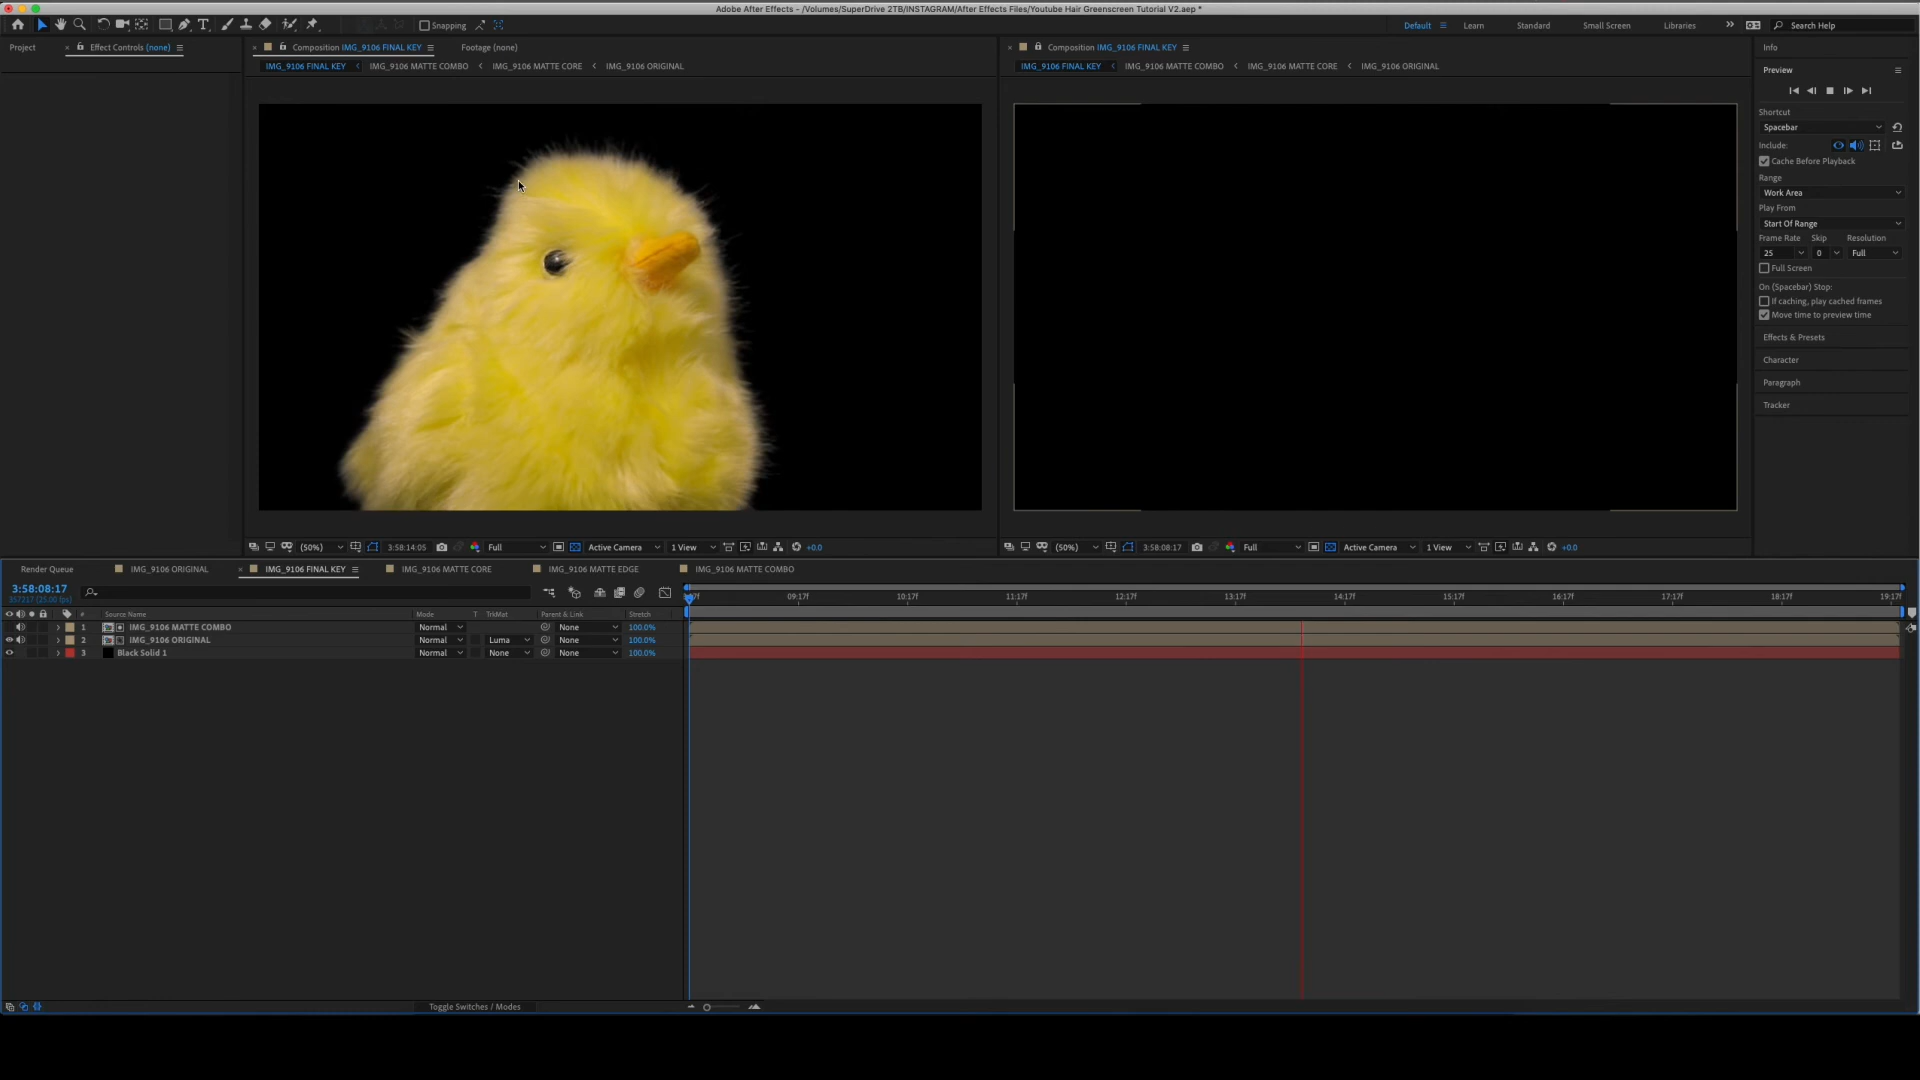 Adobe After Effects - /Volumes/SuperDrive 2TB/INSTAGRAM/After Effects Files/Youtube Hair Greenscreen Tutorial V2.aep *
Snapping
Default
Learn
Standard
Small Screen
Libraries
Search Help
Project
Effect Controls (none)
Composition IMG_9106 FINAL KEY
Footage (none)
Composition IMG_9106 FINAL KEY
Info
IMG_9106 FINAL KEY
IMG_9106 MATTE COMBO
IMG_9106 MATTE CORE
IMG_9106 ORIGINAL
IMG_9106 FINAL KEY
IMG_9106 MATTE COMBO
IMG_9106 MATTE CORE
IMG_9106 ORIGINAL
Preview
Shortcut
Spacebar
Include:
Cache Before Playback
Range
Work Area
Play From
Start Of Range
Frame Rate Skip Resolution
25 0 Full
Full Screen
On (Spacebar) Stop:
If caching, play cached frames
Move time to preview time
Effects & Presets
Character
Paragraph
Tracker
(50%) 3:58:14:05 Full Active Camera 1 View +0.0
(50%) 3:58:08:17 Full Active Camera 1 View +0.0
Render Queue
IMG_9106 ORIGINAL
IMG_9106 FINAL KEY
IMG_9106 MATTE CORE
IMG_9106 MATTE EDGE
IMG_9106 MATTE COMBO
3:58:08:17
357217 (25.00 fps)
09:17f 10:17f 11:17f 12:17f 13:17f 14:17f 15:17f 16:17f 17:17f 18:17f 19:17f
# Source Name Mode T TrkMat Parent & Link Stretch
1 IMG_9106 MATTE COMBO Normal None 100.0%
2 IMG_9106 ORIGINAL Normal Luma None 100.0%
3 Black Solid 1 Normal None None 100.0%
Toggle Switches / Modes